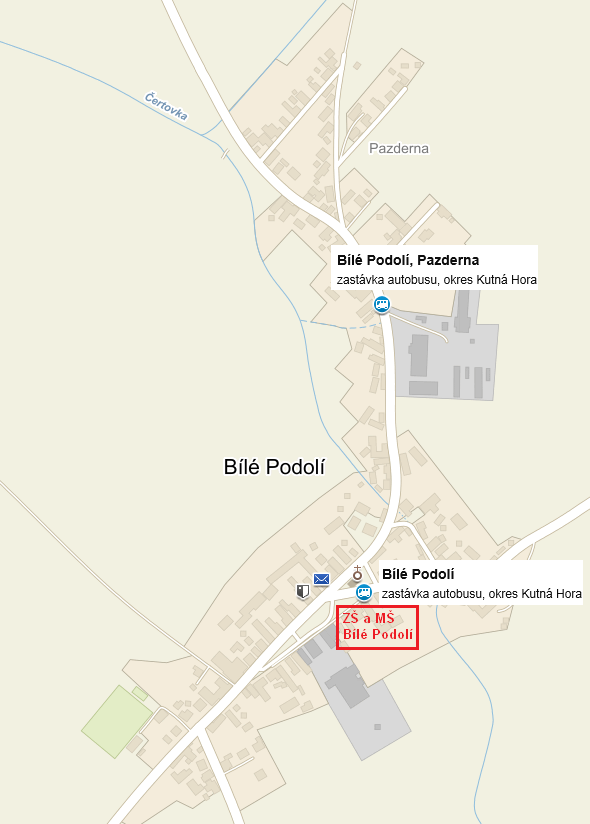 Čertovka
Pazderna
Bílé Podolí, Pazderna
zastávka autobusu, okres Kutná Hora
Bílé Podolí
Bílé Podolí
zastávka autobusu, okres Kutná Hora
ZŠ a MŠ
Bílé Podolí